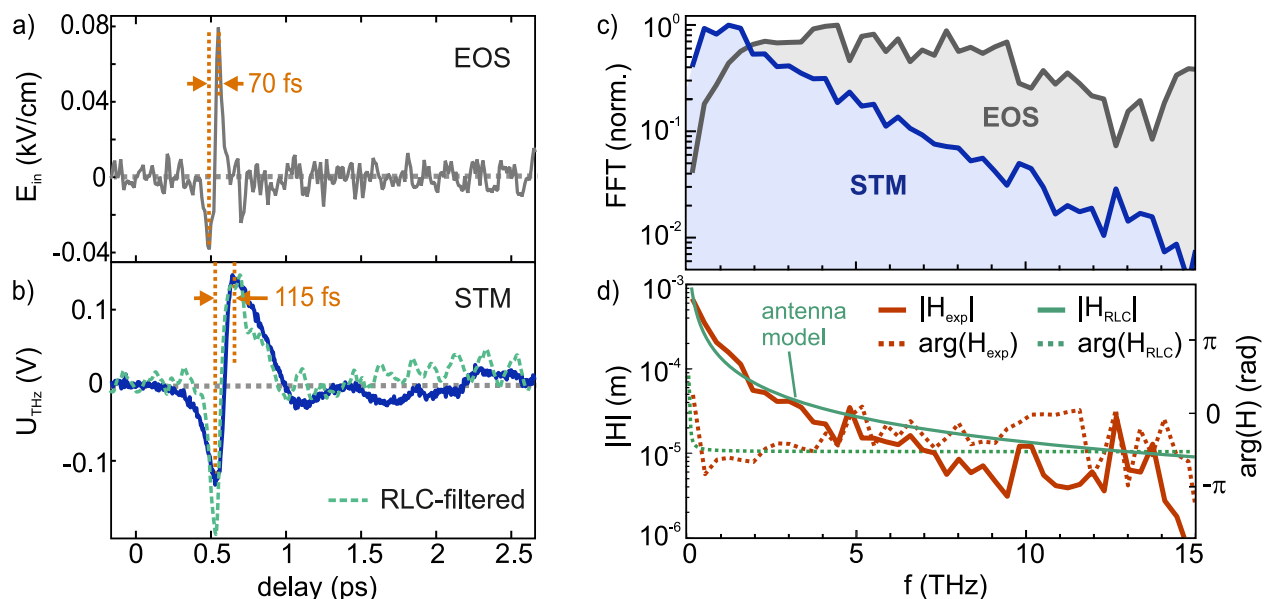 a)
EOS
70 fs
E_in (kV/cm)
0.08
0.04
0
-0.04
b)
STM
115 fs
U_THz (V)
0.1
0
-0.1
RLC-filtered
0 0.5 1 1.5 2 2.5
delay (ps)
c)
FFT (norm.)
10^0
10^-1
10^-2
EOS
STM
d)
|H| (m)
10^-3
10^-4
10^-5
10^-6
antenna
model
|H_exp| |H_RLC|
arg(H_exp) arg(H_RLC)
π
0
-π
arg(H) (rad)
0 5 10 15
f (THz)